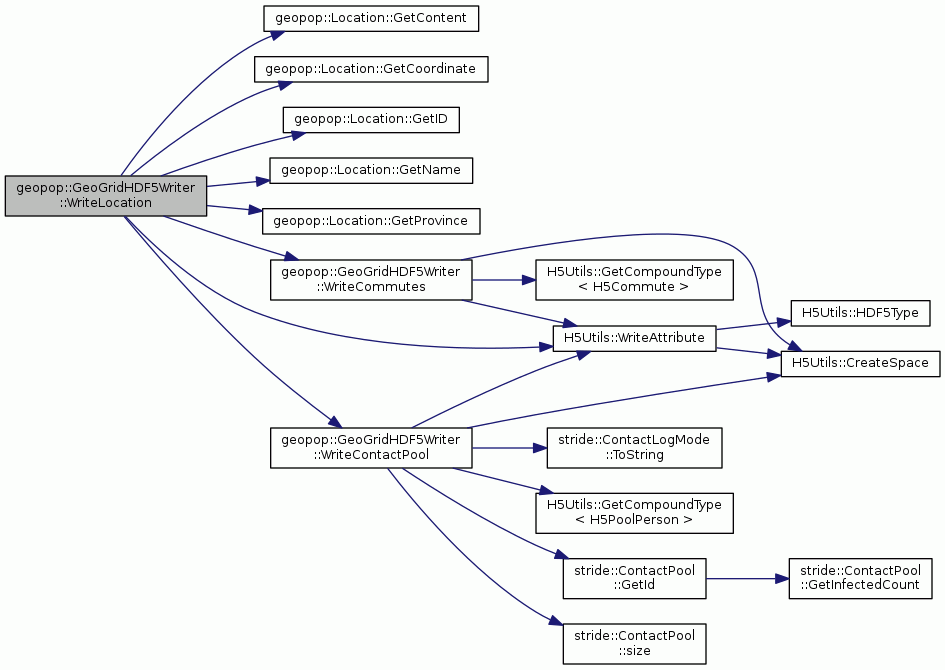 geopop::Location::GetContent
geopop::Location::GetCoordinate
geopop::Location::GetID
geopop::Location::GetName
geopop::GeoGridHDF5Writer
::WriteLocation
geopop::Location::GetProvince
geopop::GeoGridHDF5Writer
::WriteCommutes
H5Utils::GetCompoundType
< H5Commute >
H5Utils::HDF5Type
H5Utils::WriteAttribute
H5Utils::CreateSpace
geopop::GeoGridHDF5Writer
::WriteContactPool
stride::ContactLogMode
::ToString
H5Utils::GetCompoundType
< H5PoolPerson >
stride::ContactPool
::GetId
stride::ContactPool
::GetInfectedCount
stride::ContactPool
::size